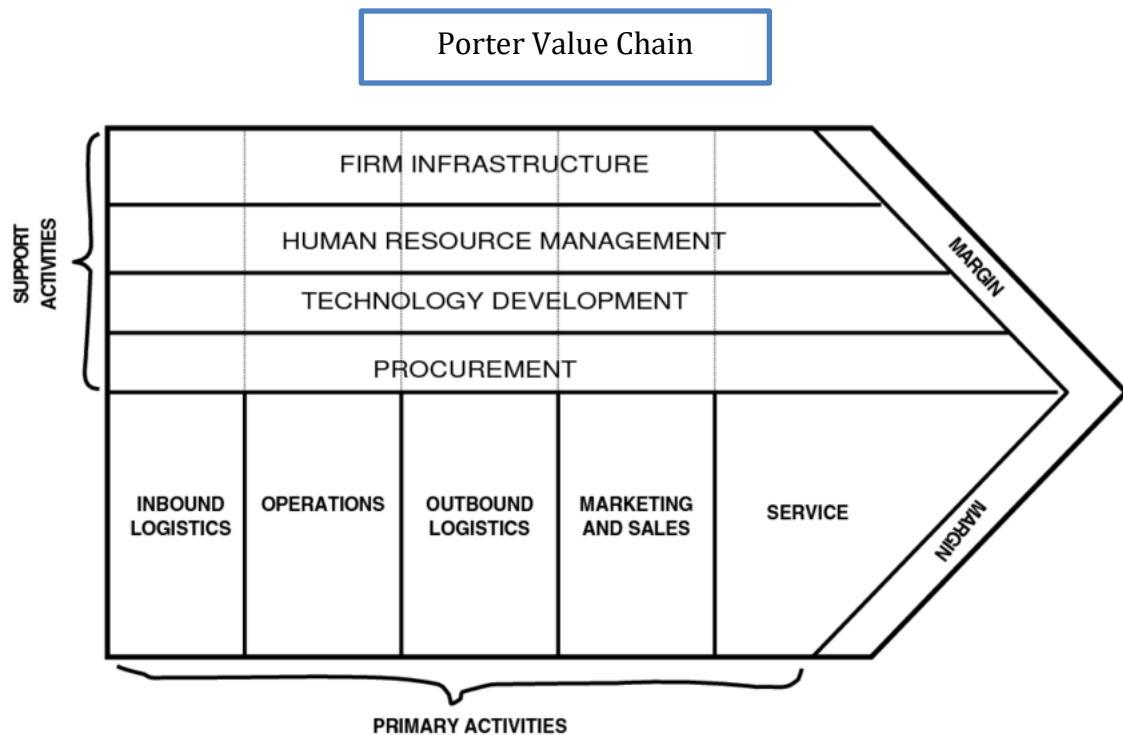 Porter Value Chain
FIRM INFRASTRUCTURE
HUMAN RESOURCE MANAGEMENT
TECHNOLOGY DEVELOPMENT
PROCUREMENT
SUPPORT
ACTIVITIES
MARGIN
INBOUND
LOGISTICS
OPERATIONS
OUTBOUND
LOGISTICS
MARKETING
AND SALES
SERVICE
MARGIN
PRIMARY ACTIVITIES